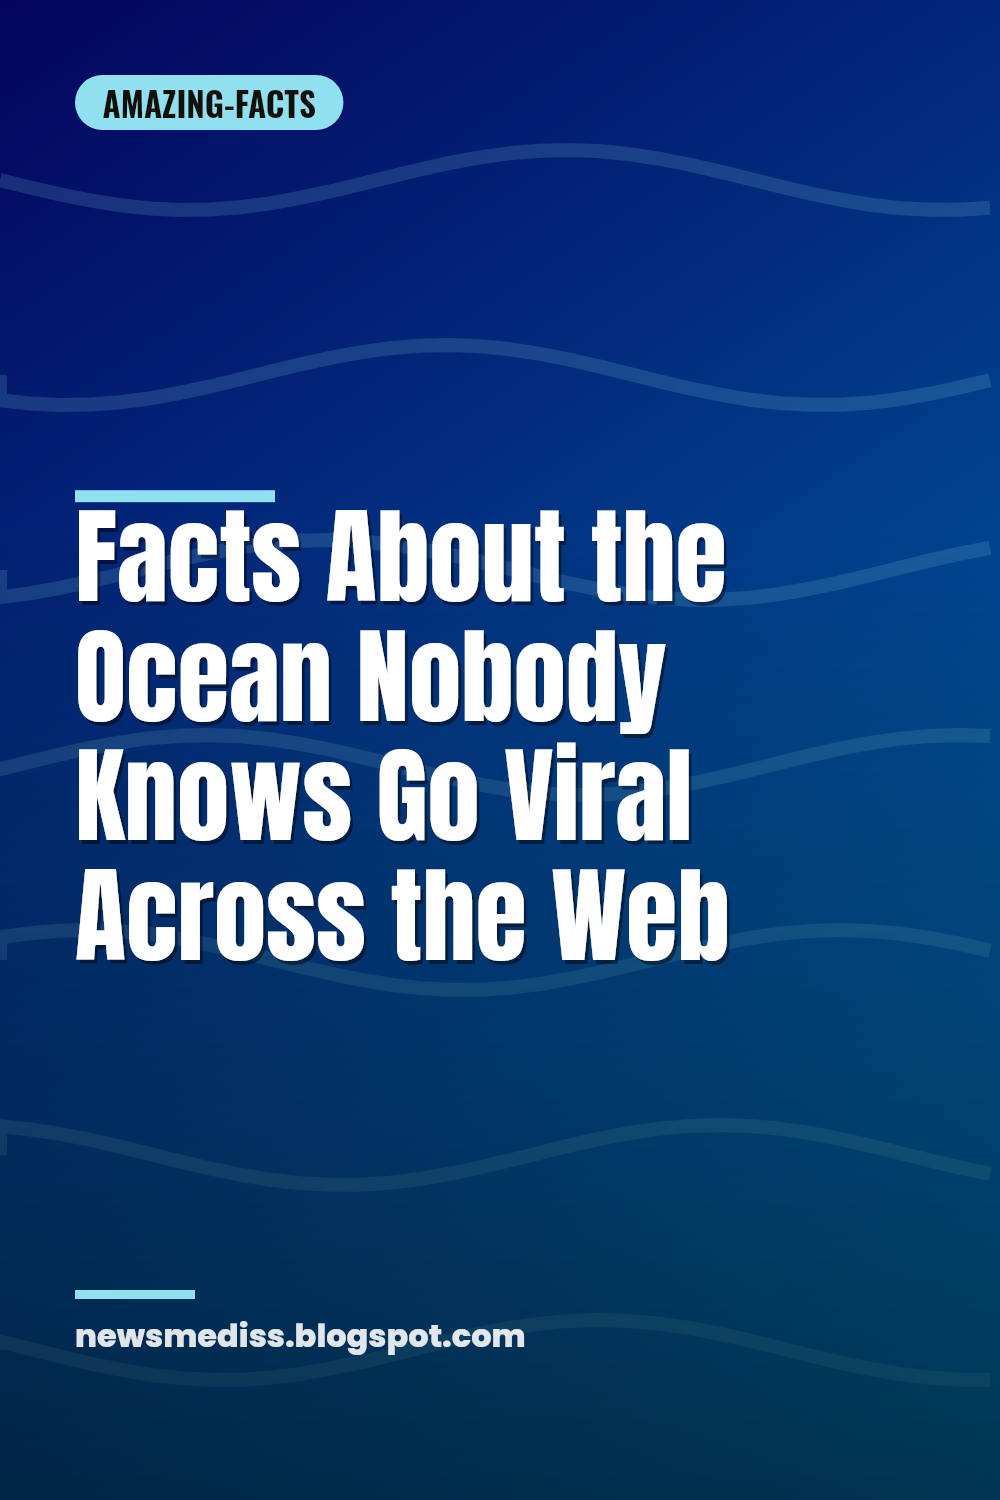 AMAZING-FACTS
Facts About the
Ocean Nobody
Knows Go Viral
Across the Web
newsmediss.blogspot.com